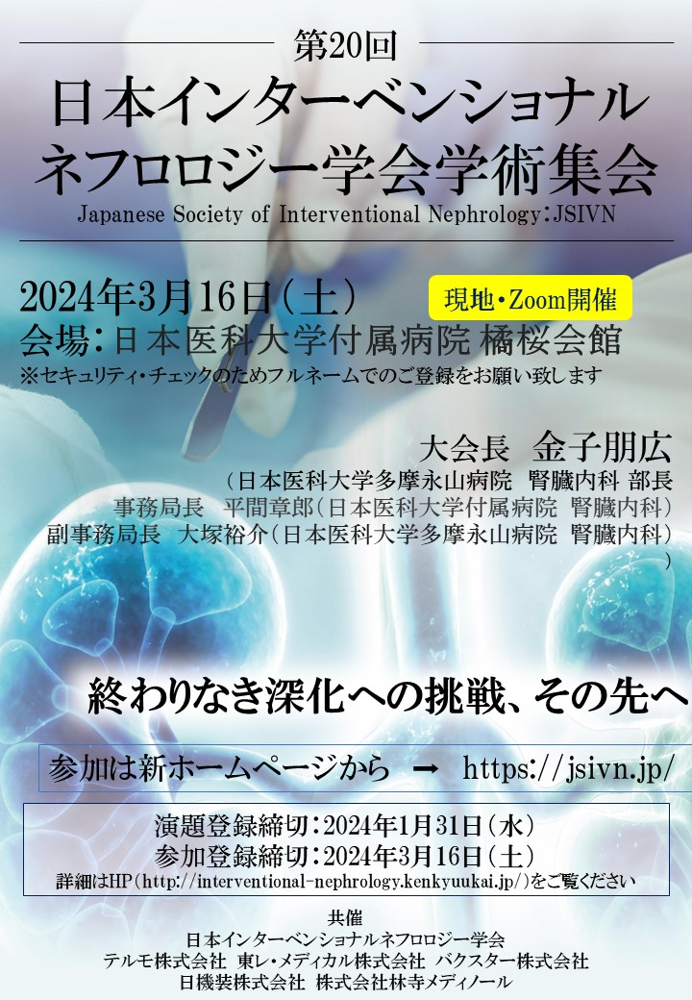 第20回
日本インターベンショナル
ネフロロジー学会学術集会
Japanese Society of Interventional Nephrology：JSIVN
2024年3月16日（土）
現地・Zoom開催
会場：日本医科大学付属病院 橘桜会館
※セキュリティ・チェックのためフルネームでのご登録をお願い致します
大会長 金子朋広
（日本医科大学多摩永山病院 腎臓内科 部長
事務局長 平間章郎（日本医科大学付属病院 腎臓内科）
副事務局長 大塚裕介（日本医科大学多摩永山病院 腎臓内科）
）
終わりなき深化への挑戦、その先へ
参加は新ホームページから ➡ https://jsivn.jp/
演題登録締切：2024年1月31日（水）
参加登録締切：2024年3月16日（土）
詳細はHP（http://interventional-nephrology.kenkyuukai.jp/）をご覧ください
共催
日本インターベンショナルネフロロジー学会
テルモ株式会社 東レ・メディカル株式会社 バクスター株式会社
日機装株式会社 株式会社林寺メディノール